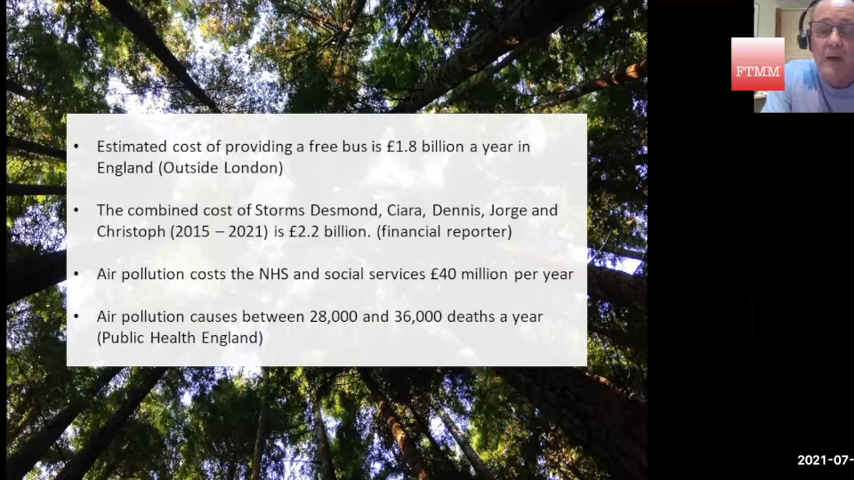 • Estimated cost of providing a free bus is £1.8 billion a year in
England (Outside London)
• The combined cost of Storms Desmond, Ciara, Dennis, Jorge and
Christoph (2015 – 2021) is £2.2 billion. (financial reporter)
• Air pollution costs the NHS and social services £40 million per year
• Air pollution causes between 28,000 and 36,000 deaths a year
(Public Health England)
FTMM
2021-07-